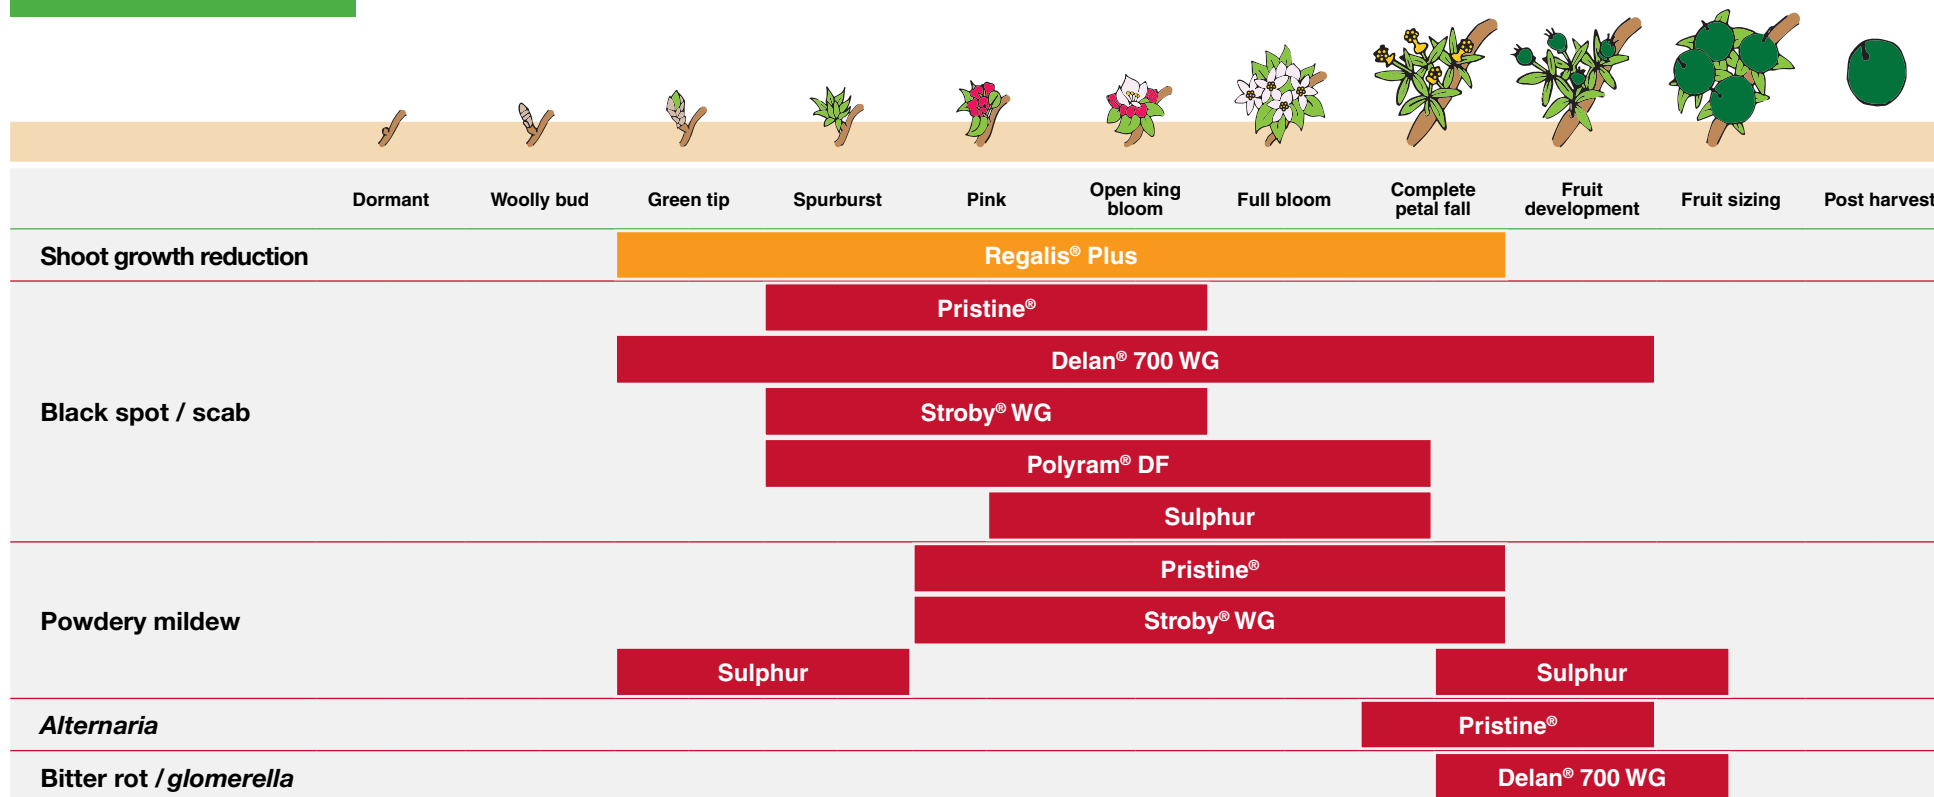 Dormant
Woolly bud
Green tip
Spurburst
Pink
Open king
bloom
Full bloom
Complete
petal fall
Fruit
development
Fruit sizing
Post harvest
Shoot growth reduction
Regalis® Plus
Black spot / scab
Pristine®
Delan® 700 WG
Stroby® WG
Polyram® DF
Sulphur
Powdery mildew
Pristine®
Stroby® WG
Sulphur
Sulphur
Alternaria
Pristine®
Bitter rot / glomerella
Delan® 700 WG